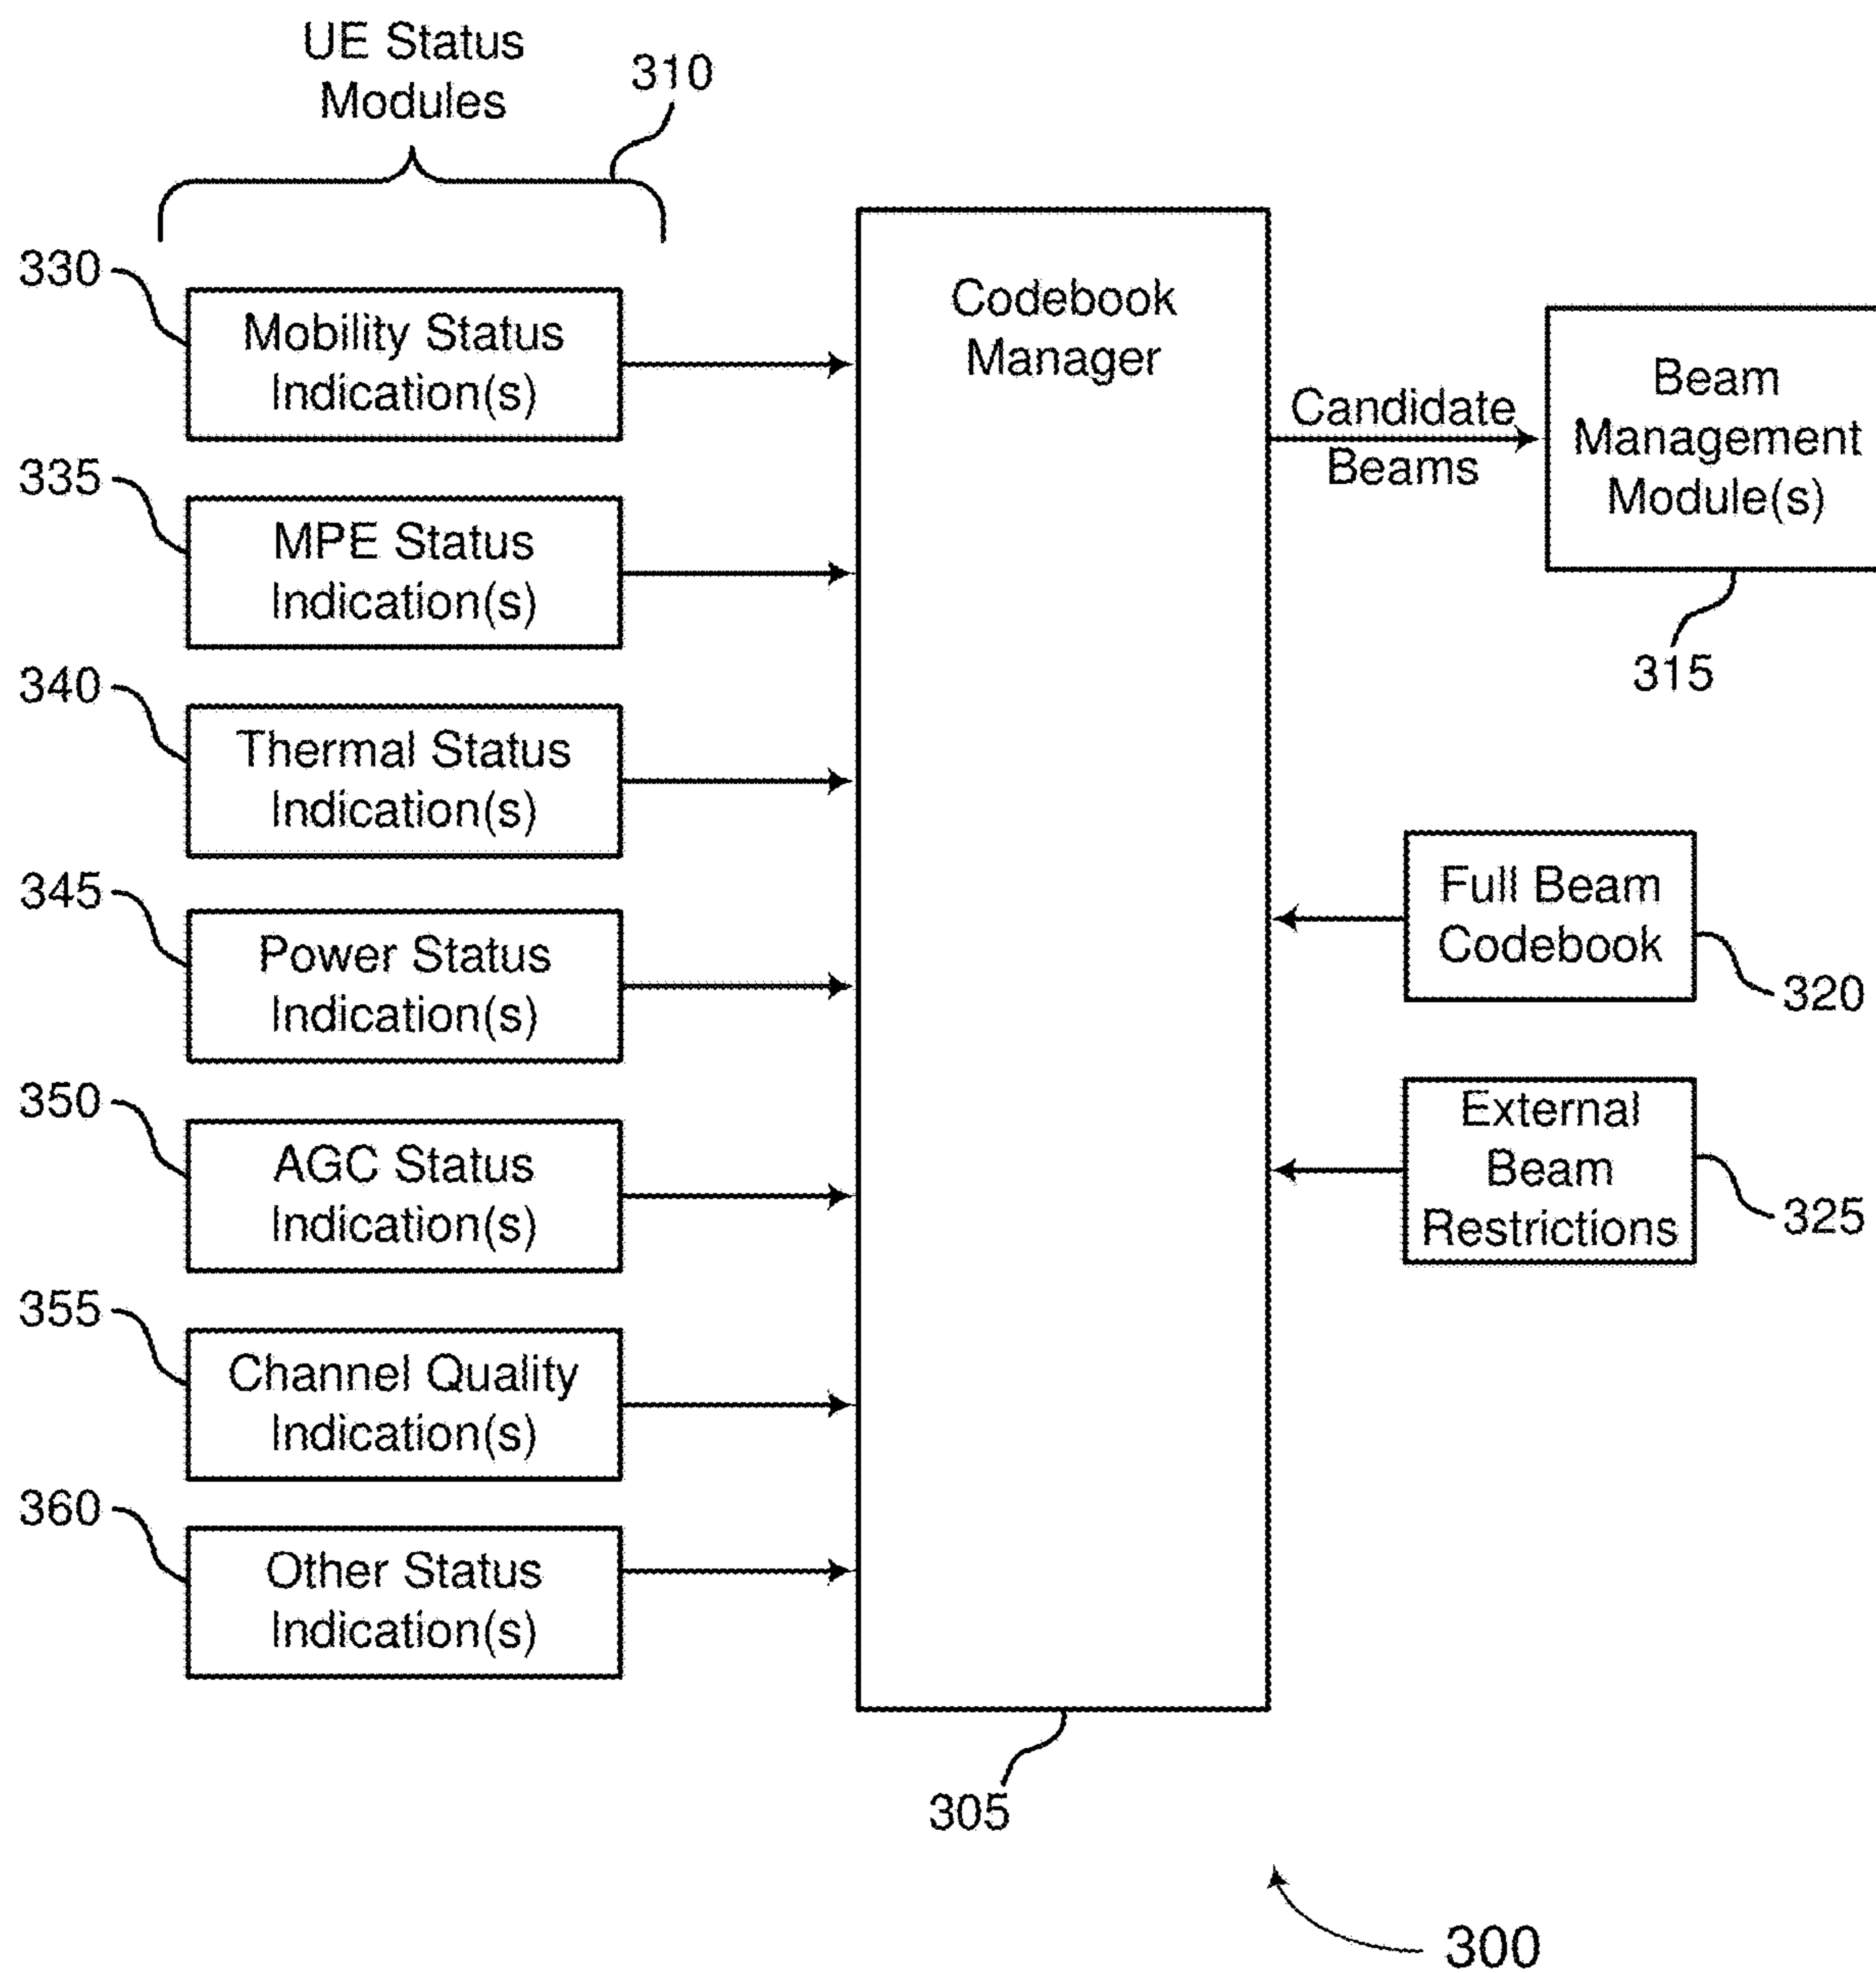 UE Status
Modules
310
330
Mobility Status
Indication(s)
335
MPE Status
Indication(s)
340
Thermal Status
Indication(s)
345
Power Status
Indication(s)
350
AGC Status
Indication(s)
355
Channel Quality
Indication(s)
360
Other Status
Indication(s)
Codebook
Manager
305
Candidate
Beams
Beam
Management
Module(s)
315
Full Beam
Codebook
320
External
Beam
Restrictions
325
300